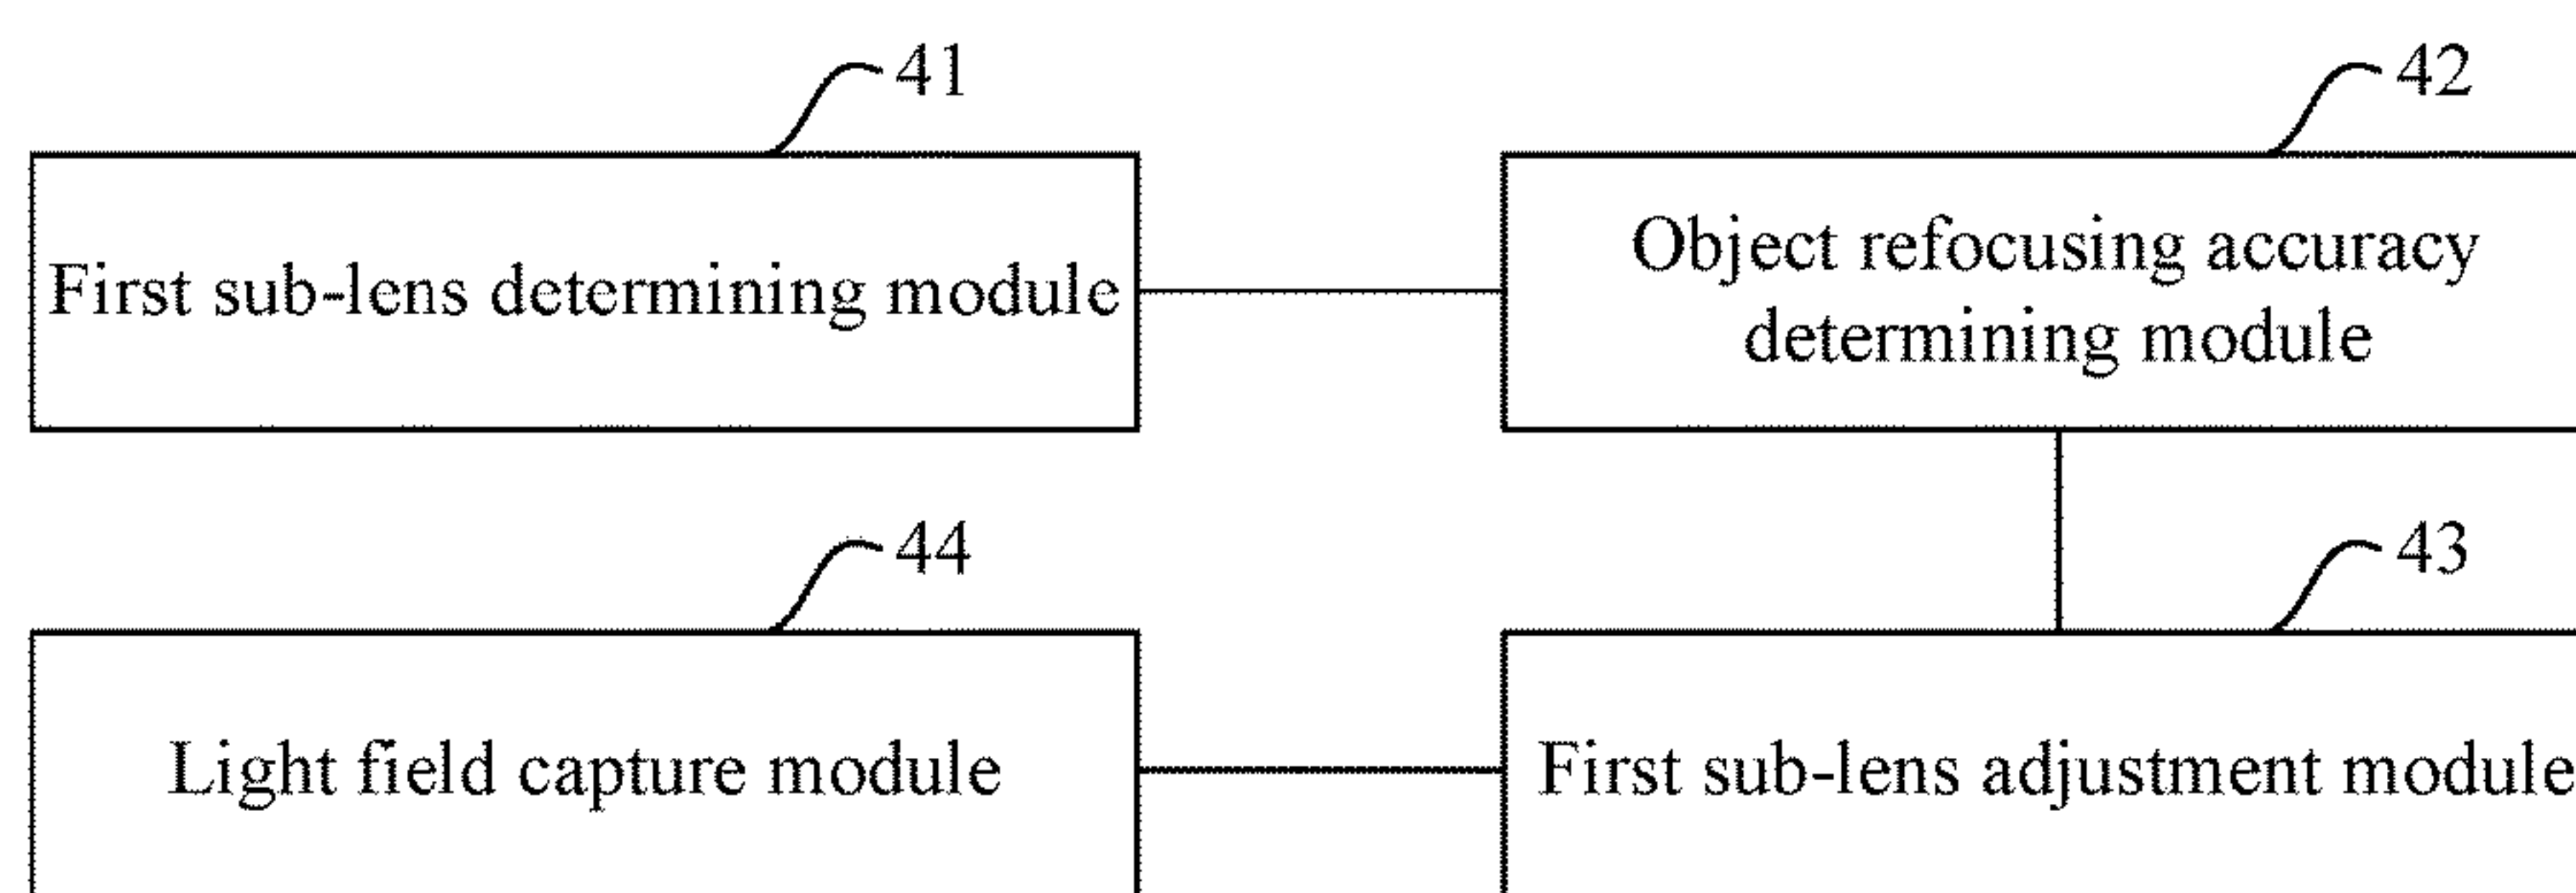 41
42
First sub-lens determining module
Object refocusing accuracy
determining module
44
43
Light field capture module
First sub-lens adjustment module